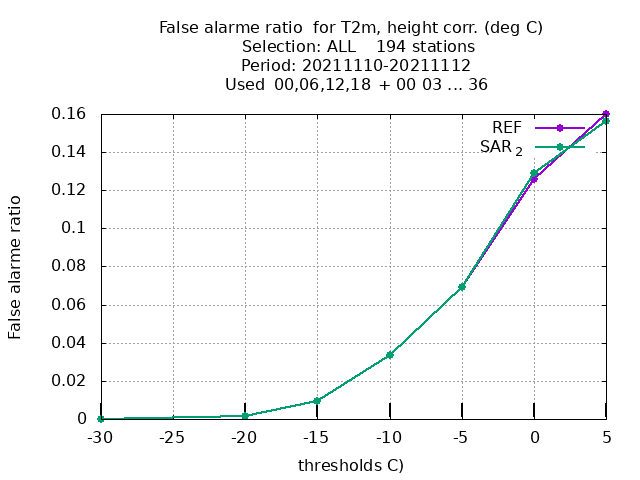 False alarme ratio  for T2m, height corr. (deg C)
Selection: ALL    194 stations
Period: 20211110-20211112
Used  00,06,12,18  + 00 03 ... 36
REF
SAR 2
0.16
0.14
0.12
0.1
0.08
0.06
0.04
0.02
0
False alarme ratio
-30 -25 -20 -15 -10 -5 0 5
thresholds C)